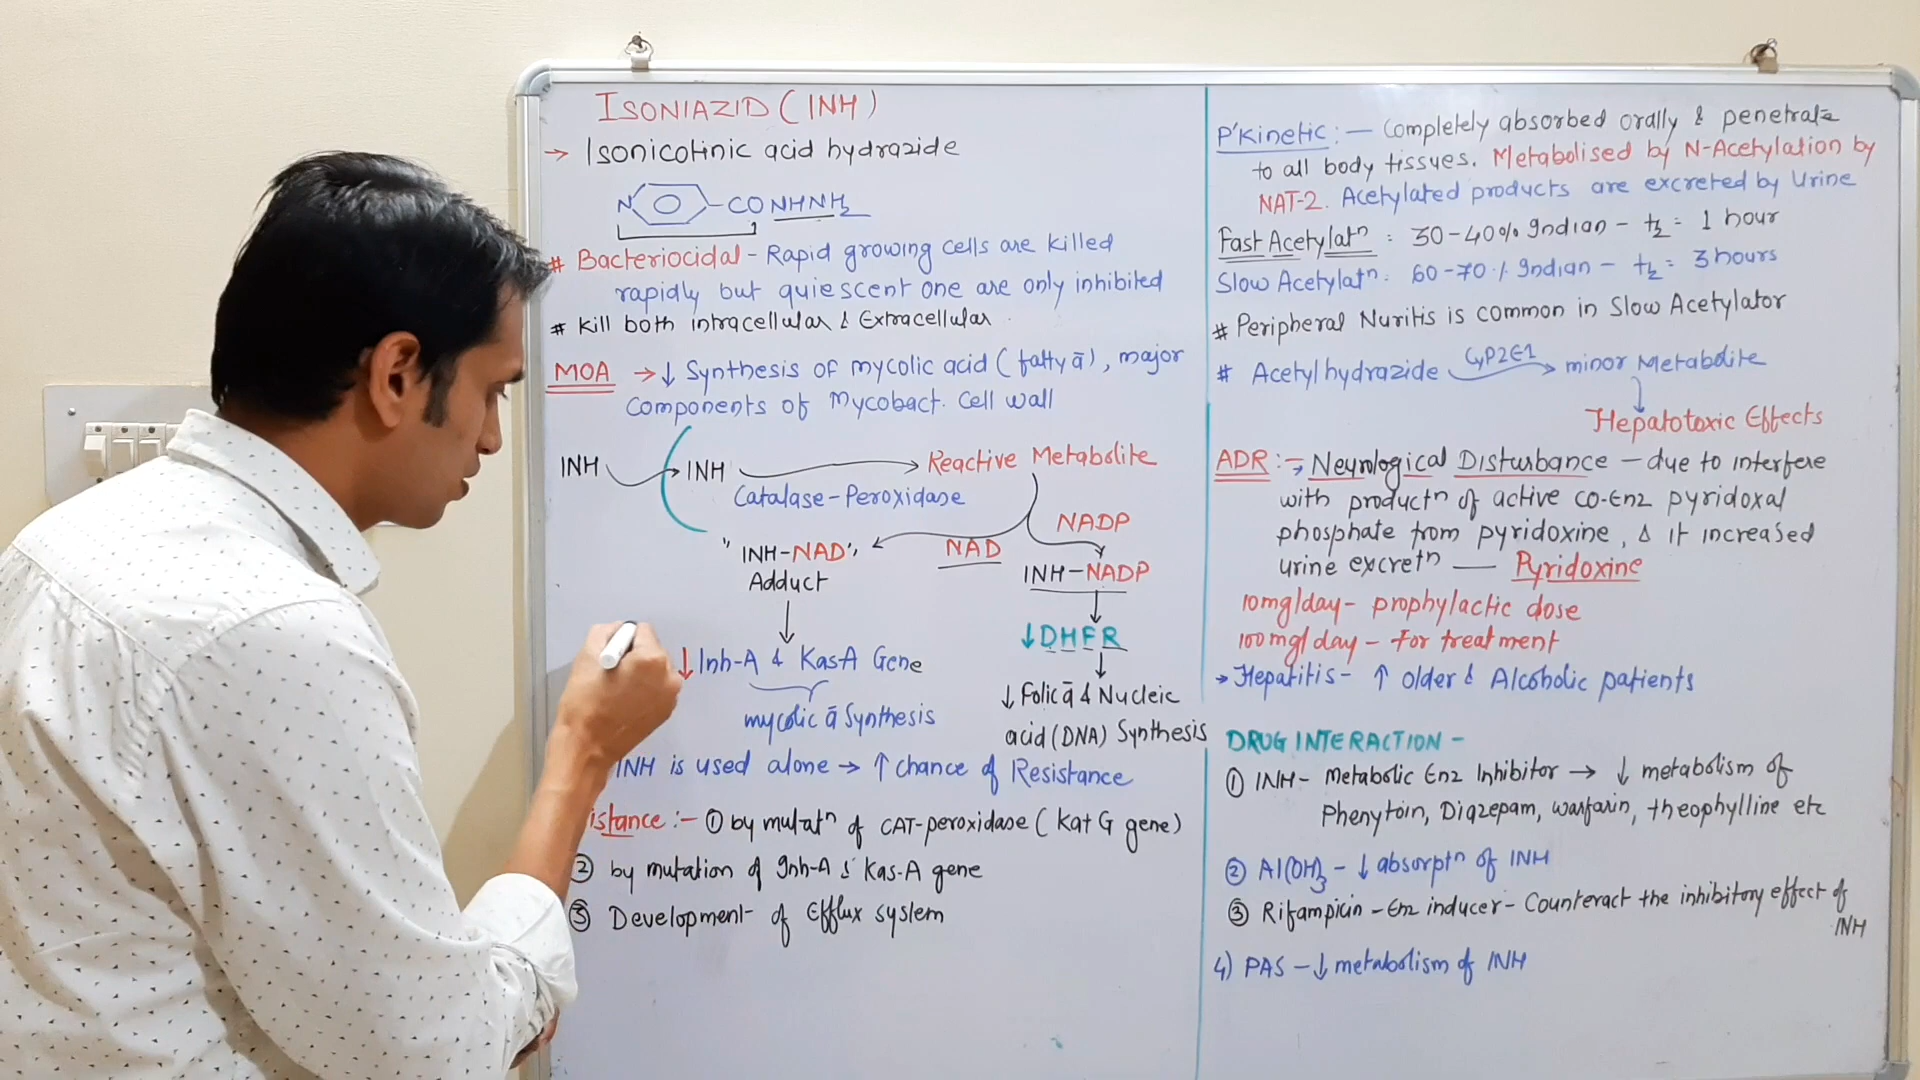 ISONIAZID (INH)
→ Isonicotinic acid hydrazide
N CONHNH2
# Bacteriocidal - Rapid growing cells are killed
rapidly but quiescent one are only inhibited
# Kill both intracellular & Extracellular
MOA → ↓ Synthesis of mycolic acid (fatty ā), major
Components of Mycobact. Cell wall
INH → INH → Reactive Metabolite
Catalase-Peroxidase
NADP
"INH-NAD" NAD
Adduct
INH-NADP
↓DHFR
↓Inh-A & KasA Gene
↓ Folic ā & Nucleic
mycolic ā Synthesis
acid (DNA) Synthesis
INH is used alone → ↑ chance of Resistance
istance :- ① by mutatn of CAT-peroxidase (Kat G gene)
② by mutation of Inh-A & Kas-A gene
③ Development of Efflux system
P'Kinetic :- Completely absorbed orally & penetrate
to all body tissues. Metabolised by N-Acetylation by
NAT-2. Acetylated products are excreted by Urine
Fast Acetylatn : 30-40% Indian - t½ = 1 hour
Slow Acetylatn : 60-70% Indian - t½ = 3 hours
# Peripheral Nuritis is common in Slow Acetylator
# Acetylhydrazide CYP2E1 → minor Metabolite
↓
Hepatotoxic Effects
ADR :- → Neurological Disturbance - due to interfere
with productn of active co-Enz pyridoxal
phosphate from pyridoxine, & it increased
urine excretn — Pyridoxine
10mg/day - prophylactic dose
100mg/day - For treatment
→ Hepatitis - ↑ older & Alcoholic patients
DRUG INTERACTION -
① INH - Metabolic Enz Inhibitor → ↓ metabolism of
Phenytoin, Diazepam, warfarin, theophylline etc
② Al(OH)3 - ↓ absorptn of INH
③ Rifampicin - Enz inducer - Counteract the inhibitory effect of
INH
4) PAS - ↓ metabolism of INH